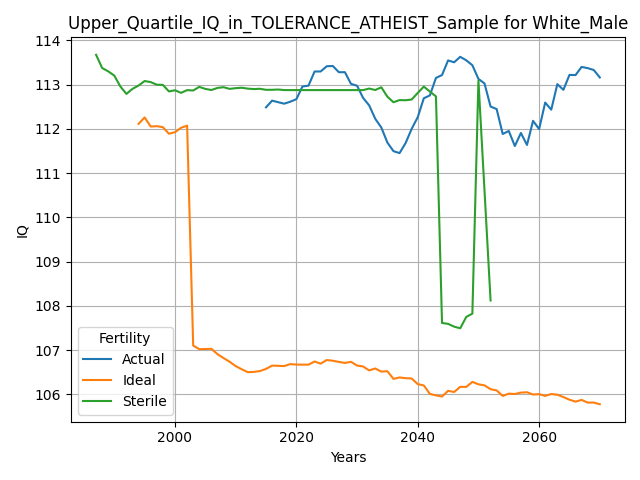 Upper_Quartile_IQ_in_TOLERANCE_ATHEIST_Sample for White_Male
114
113
112
111
110
109
108
107
106
IQ
Fertility
Actual
Ideal
Sterile
2000
2020
2040
2060
Years